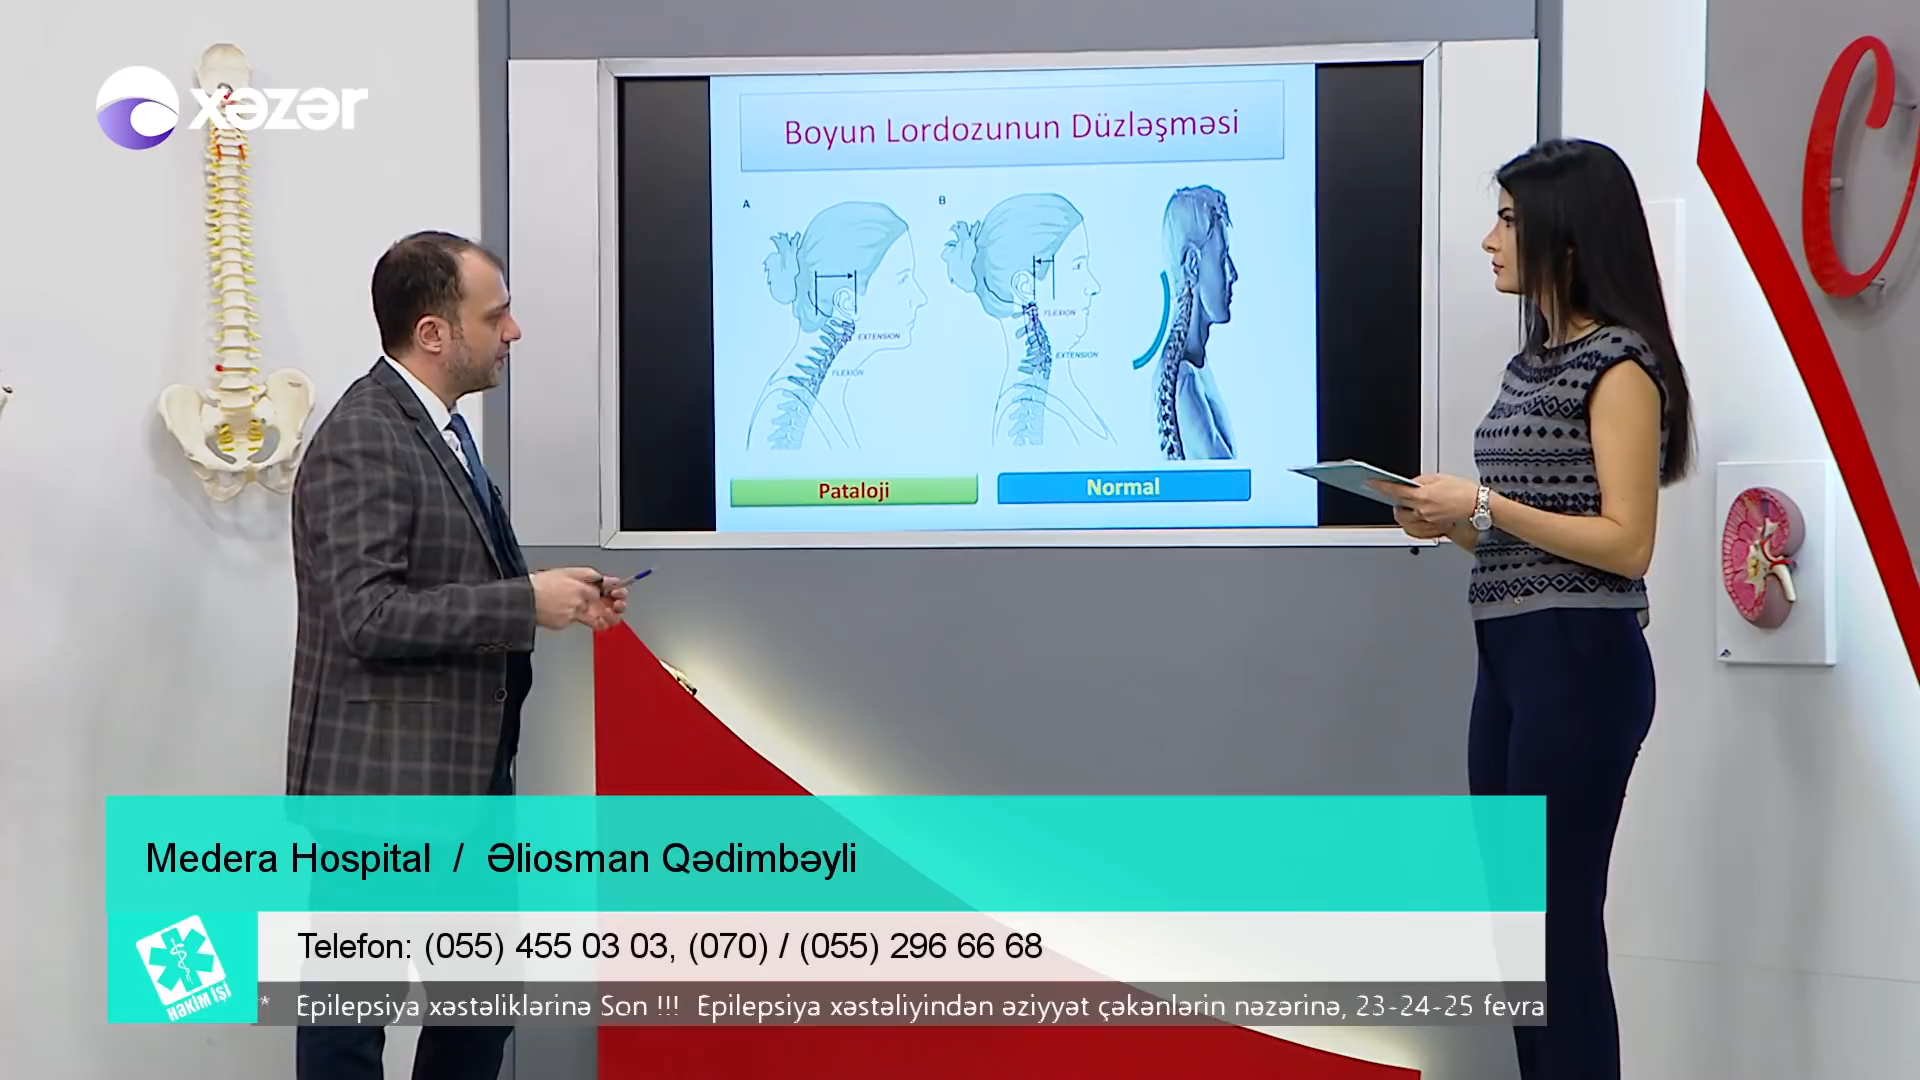 xəzər
Boyun Lordozunun Düzləşməsi
A
B
EXTENSION
FLEXION
FLEXION
EXTENSION
Pataloji
Normal
Medera Hospital / Əliosman Qədimbəyli
Telefon: (055) 455 03 03, (070) / (055) 296 66 68
HƏKİM İŞİ
* Epilepsiya xəstəliklərinə Son !!! Epilepsiya xəstəliyindən əziyyət çəkənlərin nəzərinə, 23-24-25 fevra